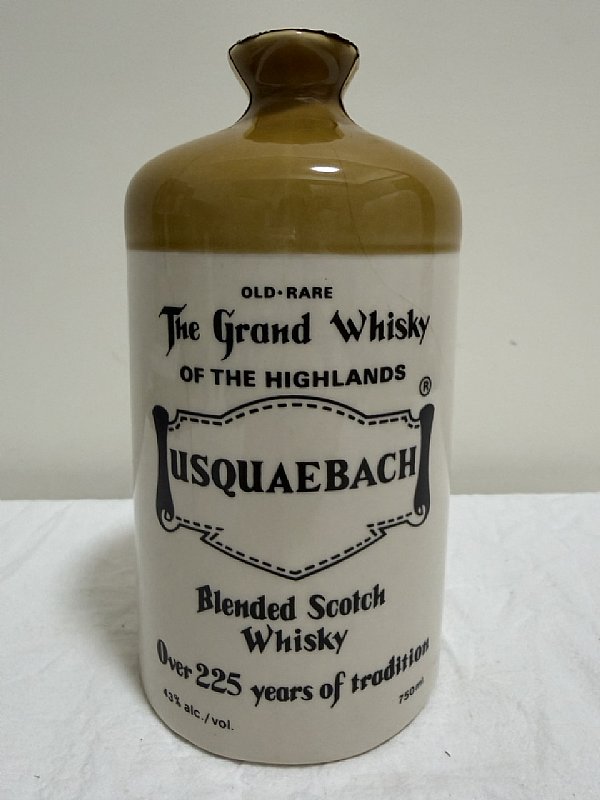 OLD·RARE
The Grand Whisky
OF THE HIGHLANDS
®
USQUAEBACH
Blended Scotch
Whisky
Over 225 years of tradition
43% alc./vol.
750ml